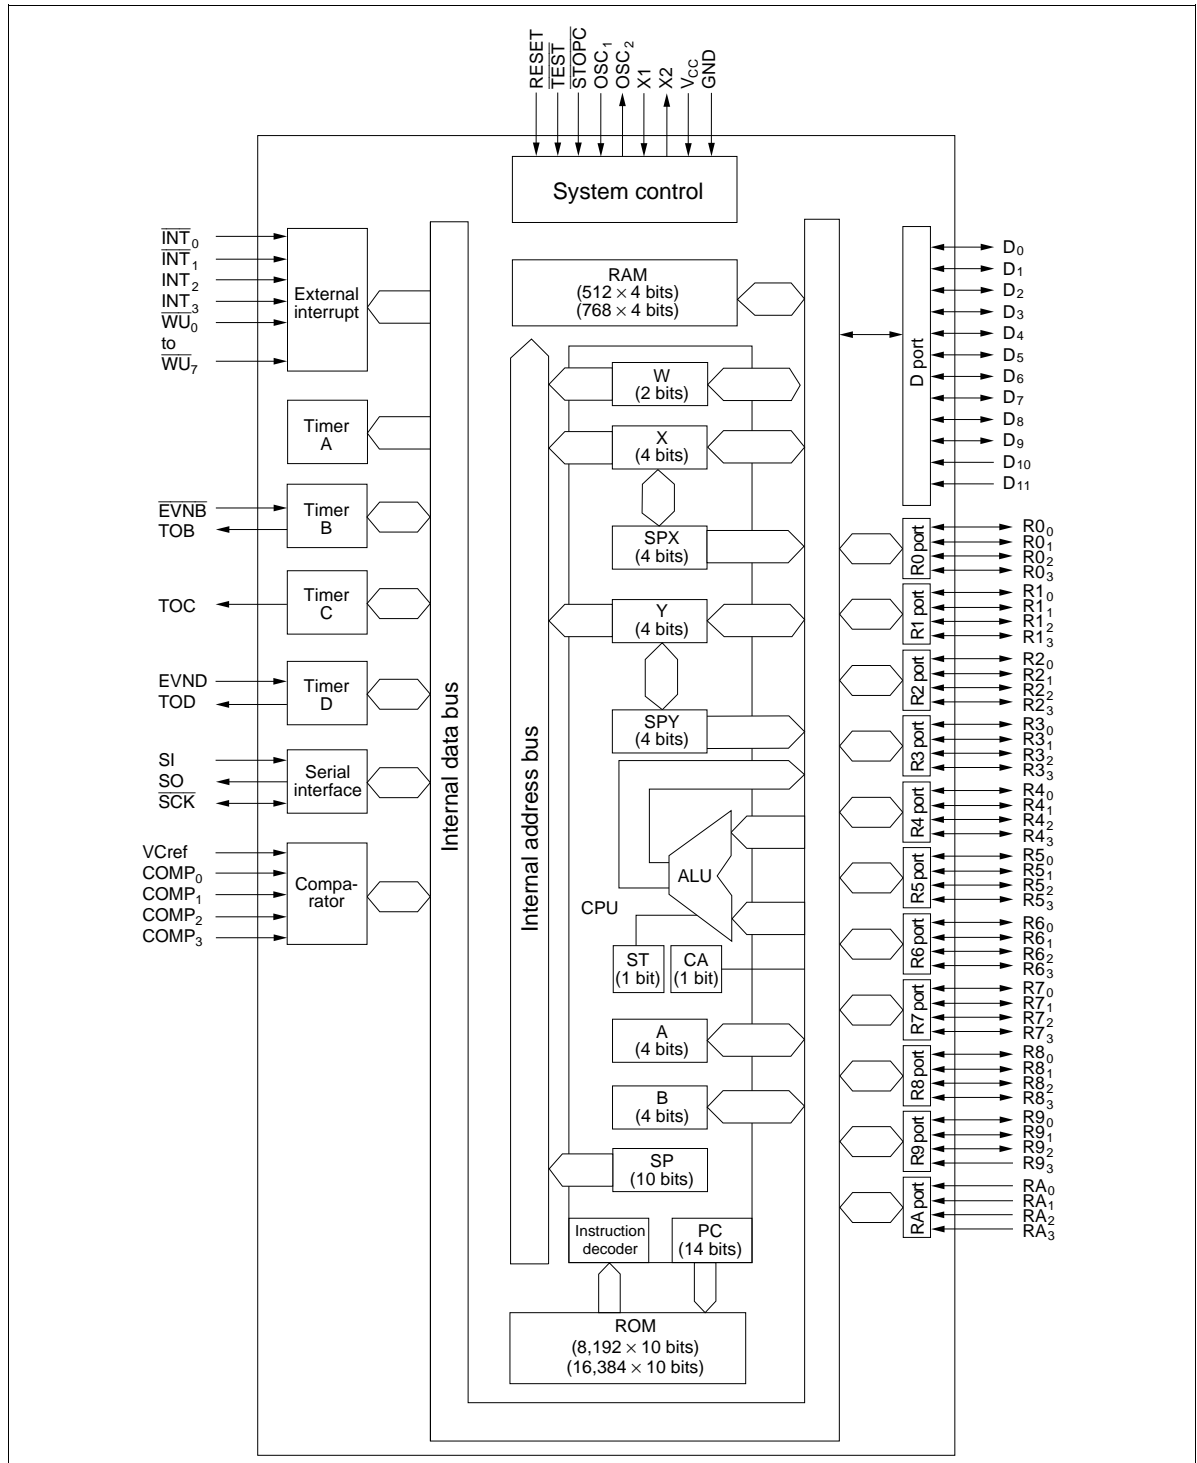 RESET
TEST
STOPC
OSC1
OSC2
X1
X2
VCC
GND
System control
INT0
INT1
INT2
INT3
WU0
to
WU7
External
interrupt
Timer
A
EVNB
TOB
Timer
B
TOC
Timer
C
EVND
TOD
Timer
D
SI
SO
SCK
Serial
interface
VCref
COMP0
COMP1
COMP2
COMP3
Compa-
rator
Internal data bus
Internal address bus
RAM
(512 × 4 bits)
(768 × 4 bits)
W
(2 bits)
X
(4 bits)
SPX
(4 bits)
Y
(4 bits)
SPY
(4 bits)
ALU
CPU
ST
(1 bit)
CA
(1 bit)
A
(4 bits)
B
(4 bits)
SP
(10 bits)
Instruction
decoder
PC
(14 bits)
ROM
(8,192 × 10 bits)
(16,384 × 10 bits)
D port
D0
D1
D2
D3
D4
D5
D6
D7
D8
D9
D10
D11
R0 port
R00
R01
R02
R03
R1 port
R10
R11
R12
R13
R2 port
R20
R21
R22
R23
R3 port
R30
R31
R32
R33
R4 port
R40
R41
R42
R43
R5 port
R50
R51
R52
R53
R6 port
R60
R61
R62
R63
R7 port
R70
R71
R72
R73
R8 port
R80
R81
R82
R83
R9 port
R90
R91
R92
R93
RA port
RA0
RA1
RA2
RA3